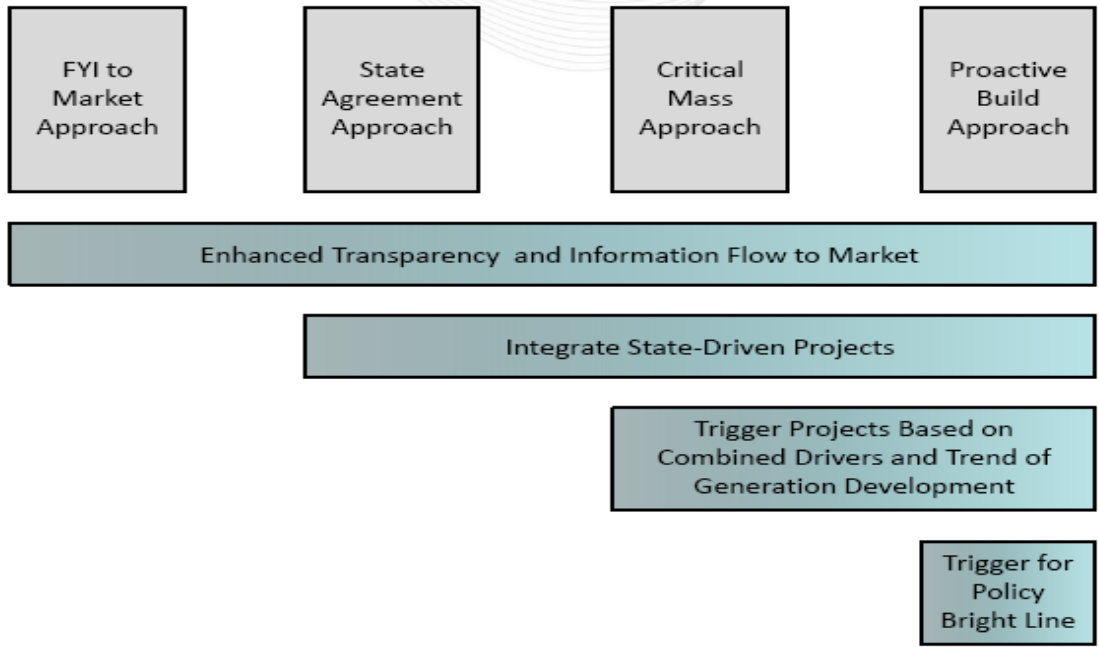 FYI to
Market
Approach
State
Agreement
Approach
Critical
Mass
Approach
Proactive
Build
Approach
Enhanced Transparency  and Information Flow to Market
Integrate State-Driven Projects
Trigger Projects Based on
Combined Drivers and Trend of
Generation Development
Trigger for
Policy
Bright Line